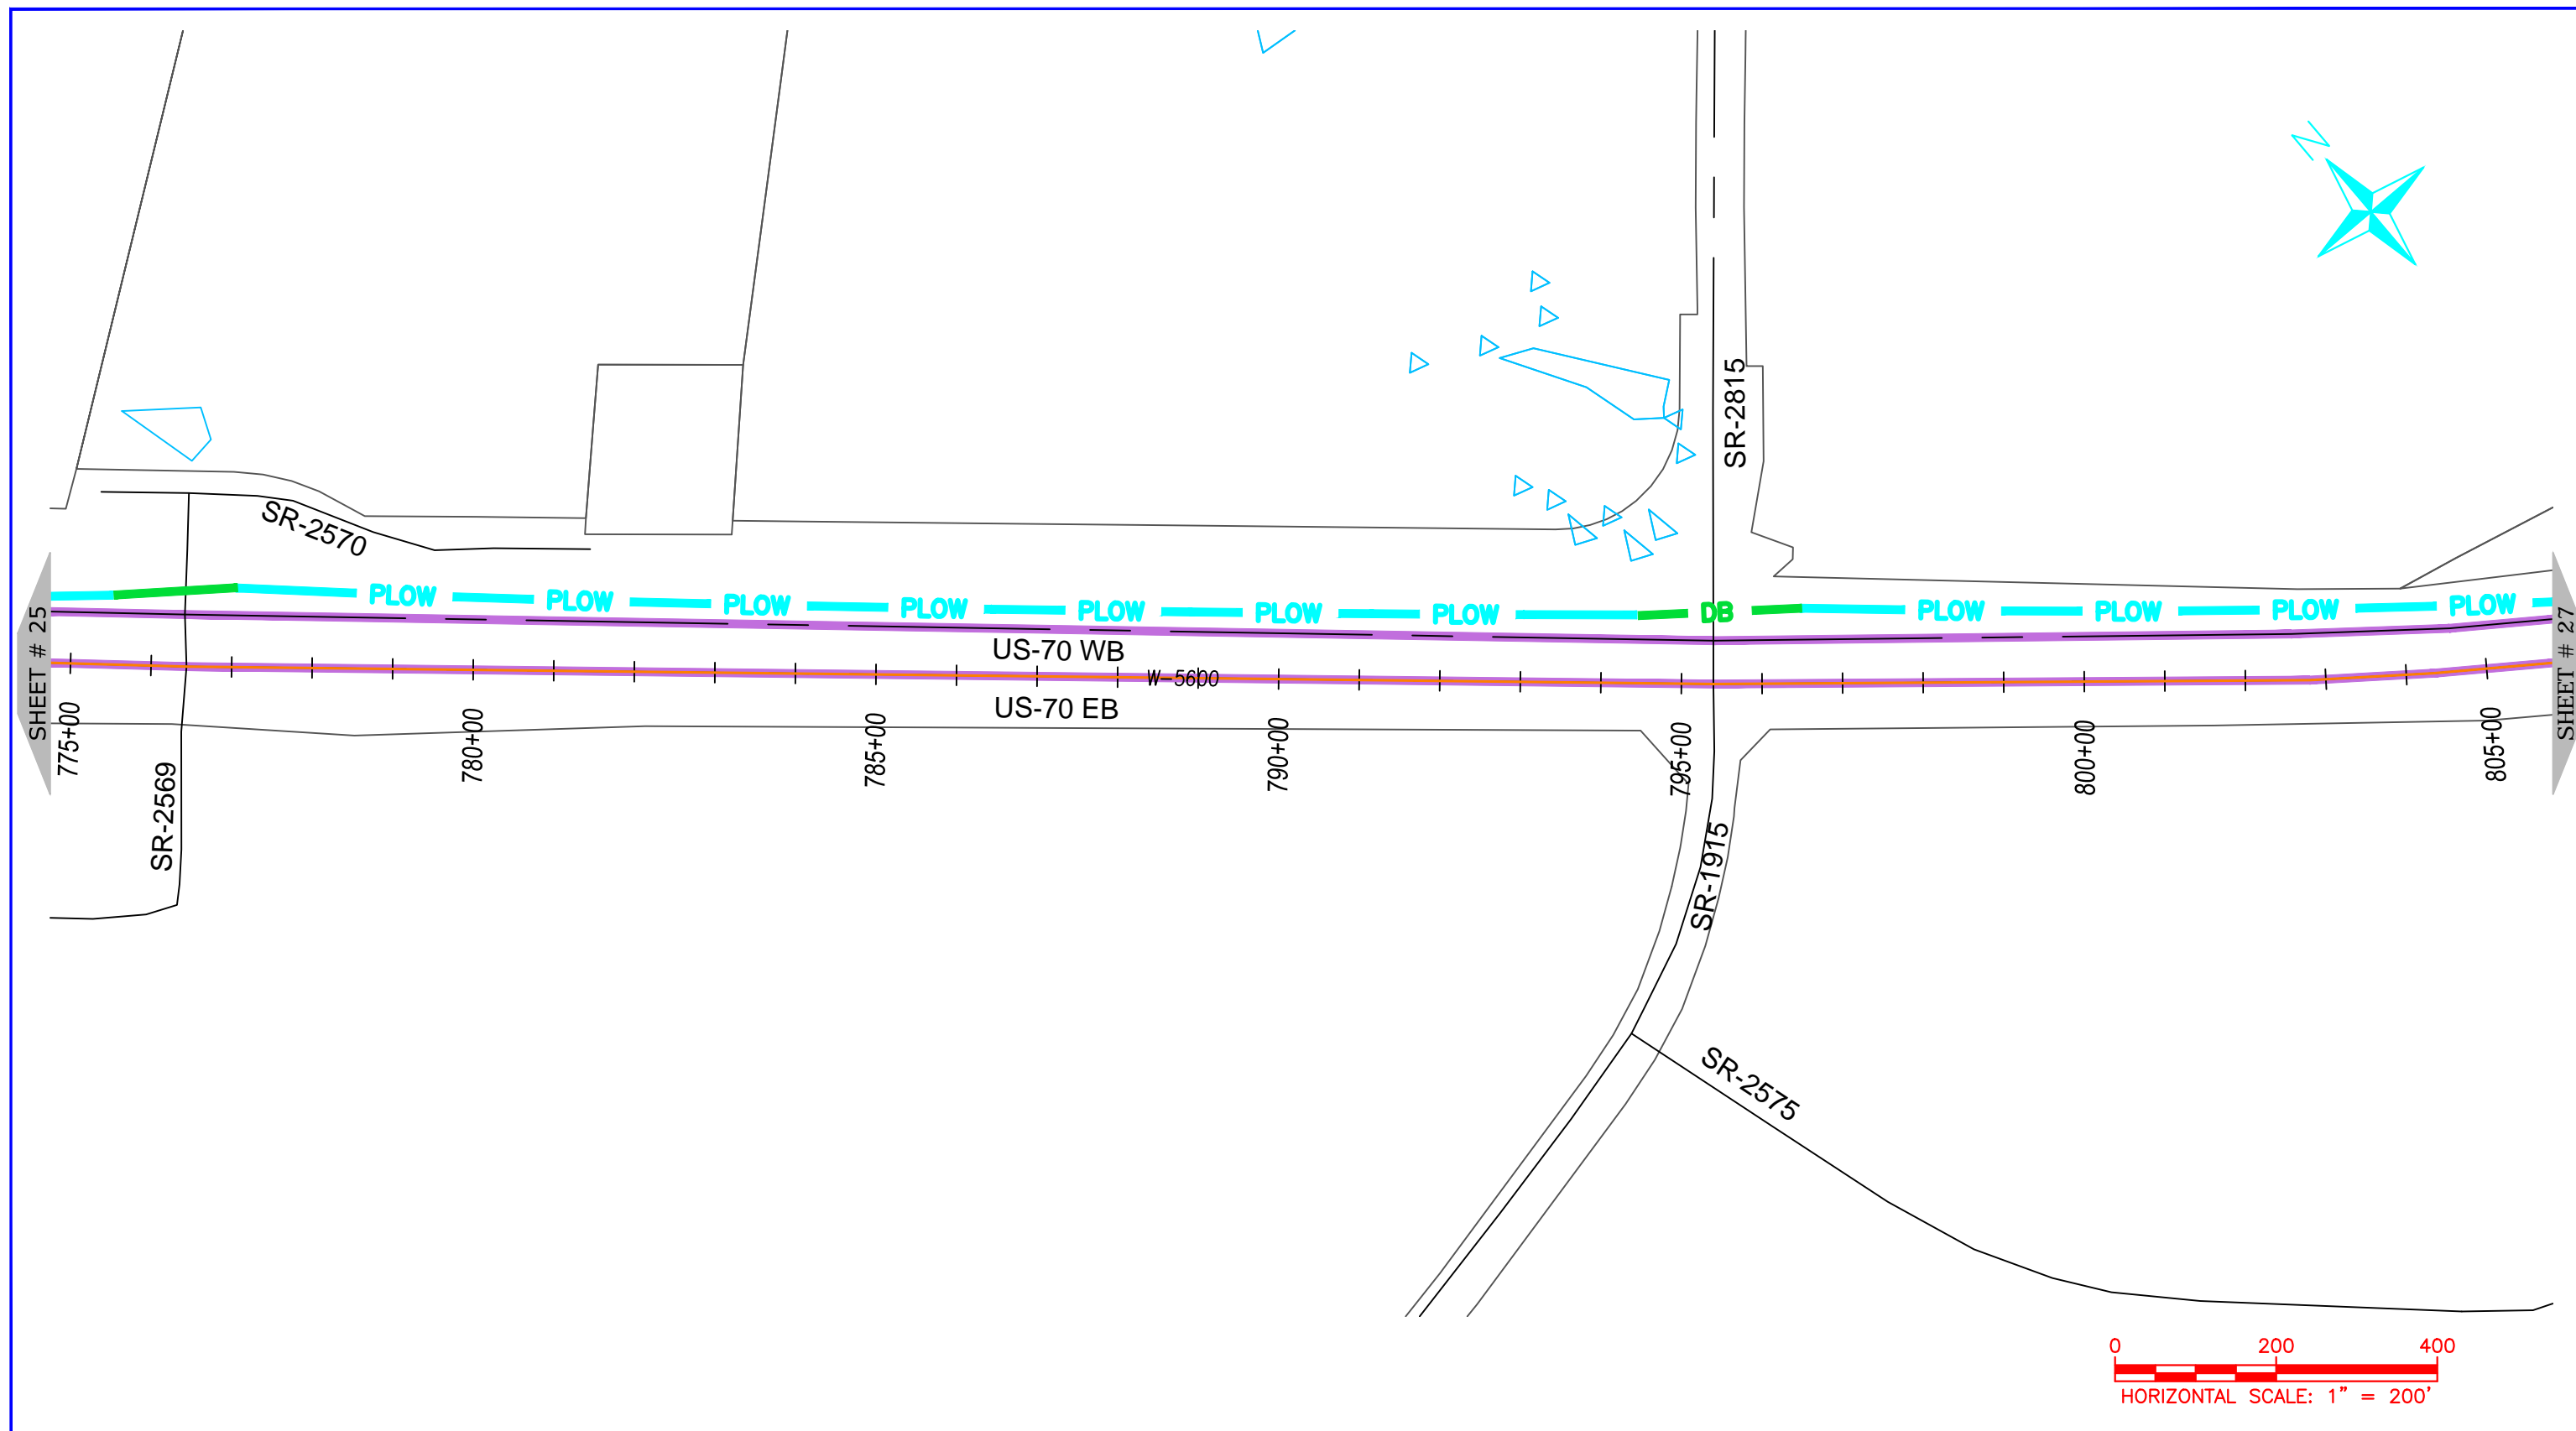 N
SR-2815
SR-2570
PLOW PLOW PLOW PLOW PLOW PLOW PLOW DB PLOW PLOW PLOW PLOW
SHEET # 25
SHEET # 27
US-70 WB
W-5600
US-70 EB
775+00 780+00 785+00 790+00 795+00 800+00 805+00
SR-2569
SR-1915
SR-2575
0 200 400
HORIZONTAL SCALE: 1" = 200'